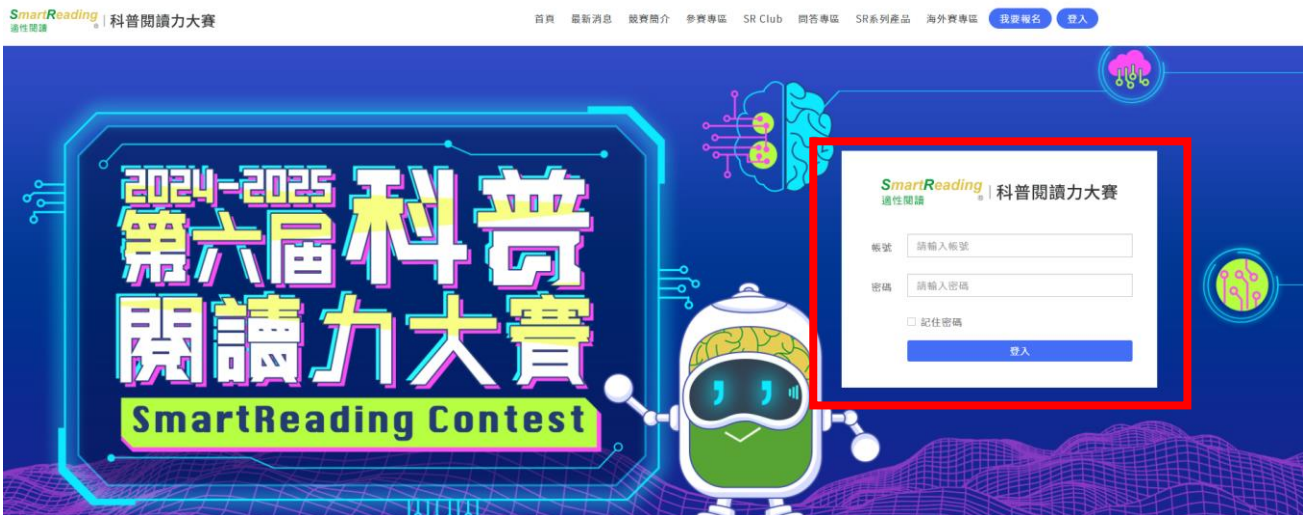 SmartReading
適性閱讀
科普閱讀力大賽
首頁 最新消息 競賽簡介 參賽專區 SR Club 問答專區 SR系列產品 海外賽專區 我要報名 登入
2024-2025
第六屆科普
閱讀力大賽
SmartReading Contest
SmartReading
適性閱讀
科普閱讀力大賽
帳號 請輸入帳號
密碼 請輸入密碼
記住密碼
登入